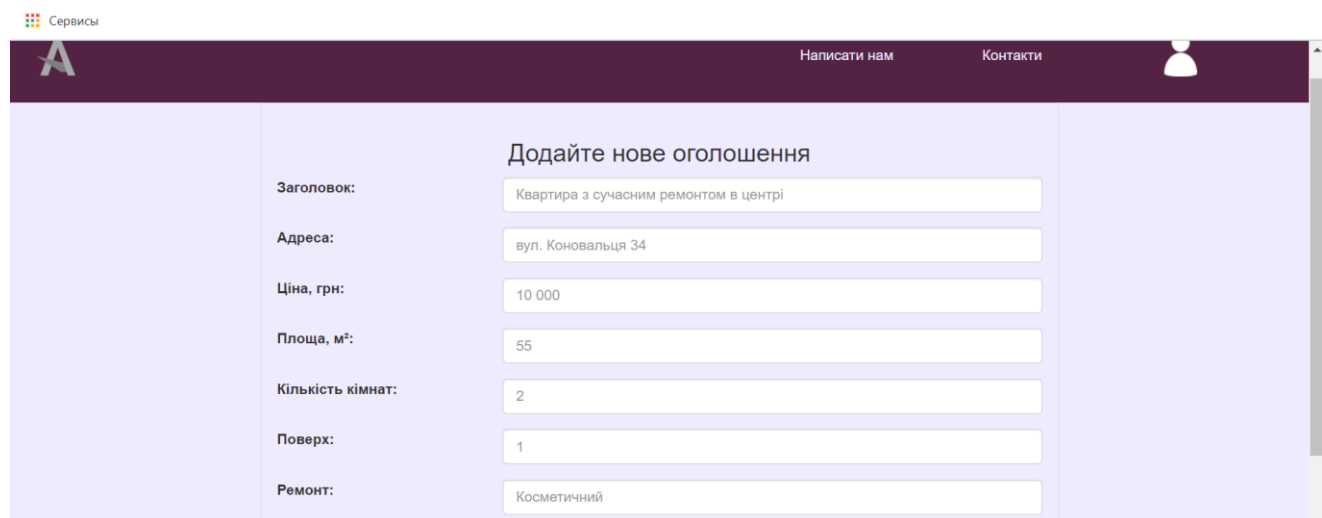 Сервисы
Написати нам Контакти
Додайте нове оголошення
Заголовок: Квартира з сучасним ремонтом в центрі
Адреса: вул. Коновальця 34
Ціна, грн: 10 000
Площа, м²: 55
Кількість кімнат: 2
Поверх: 1
Ремонт: Косметичний